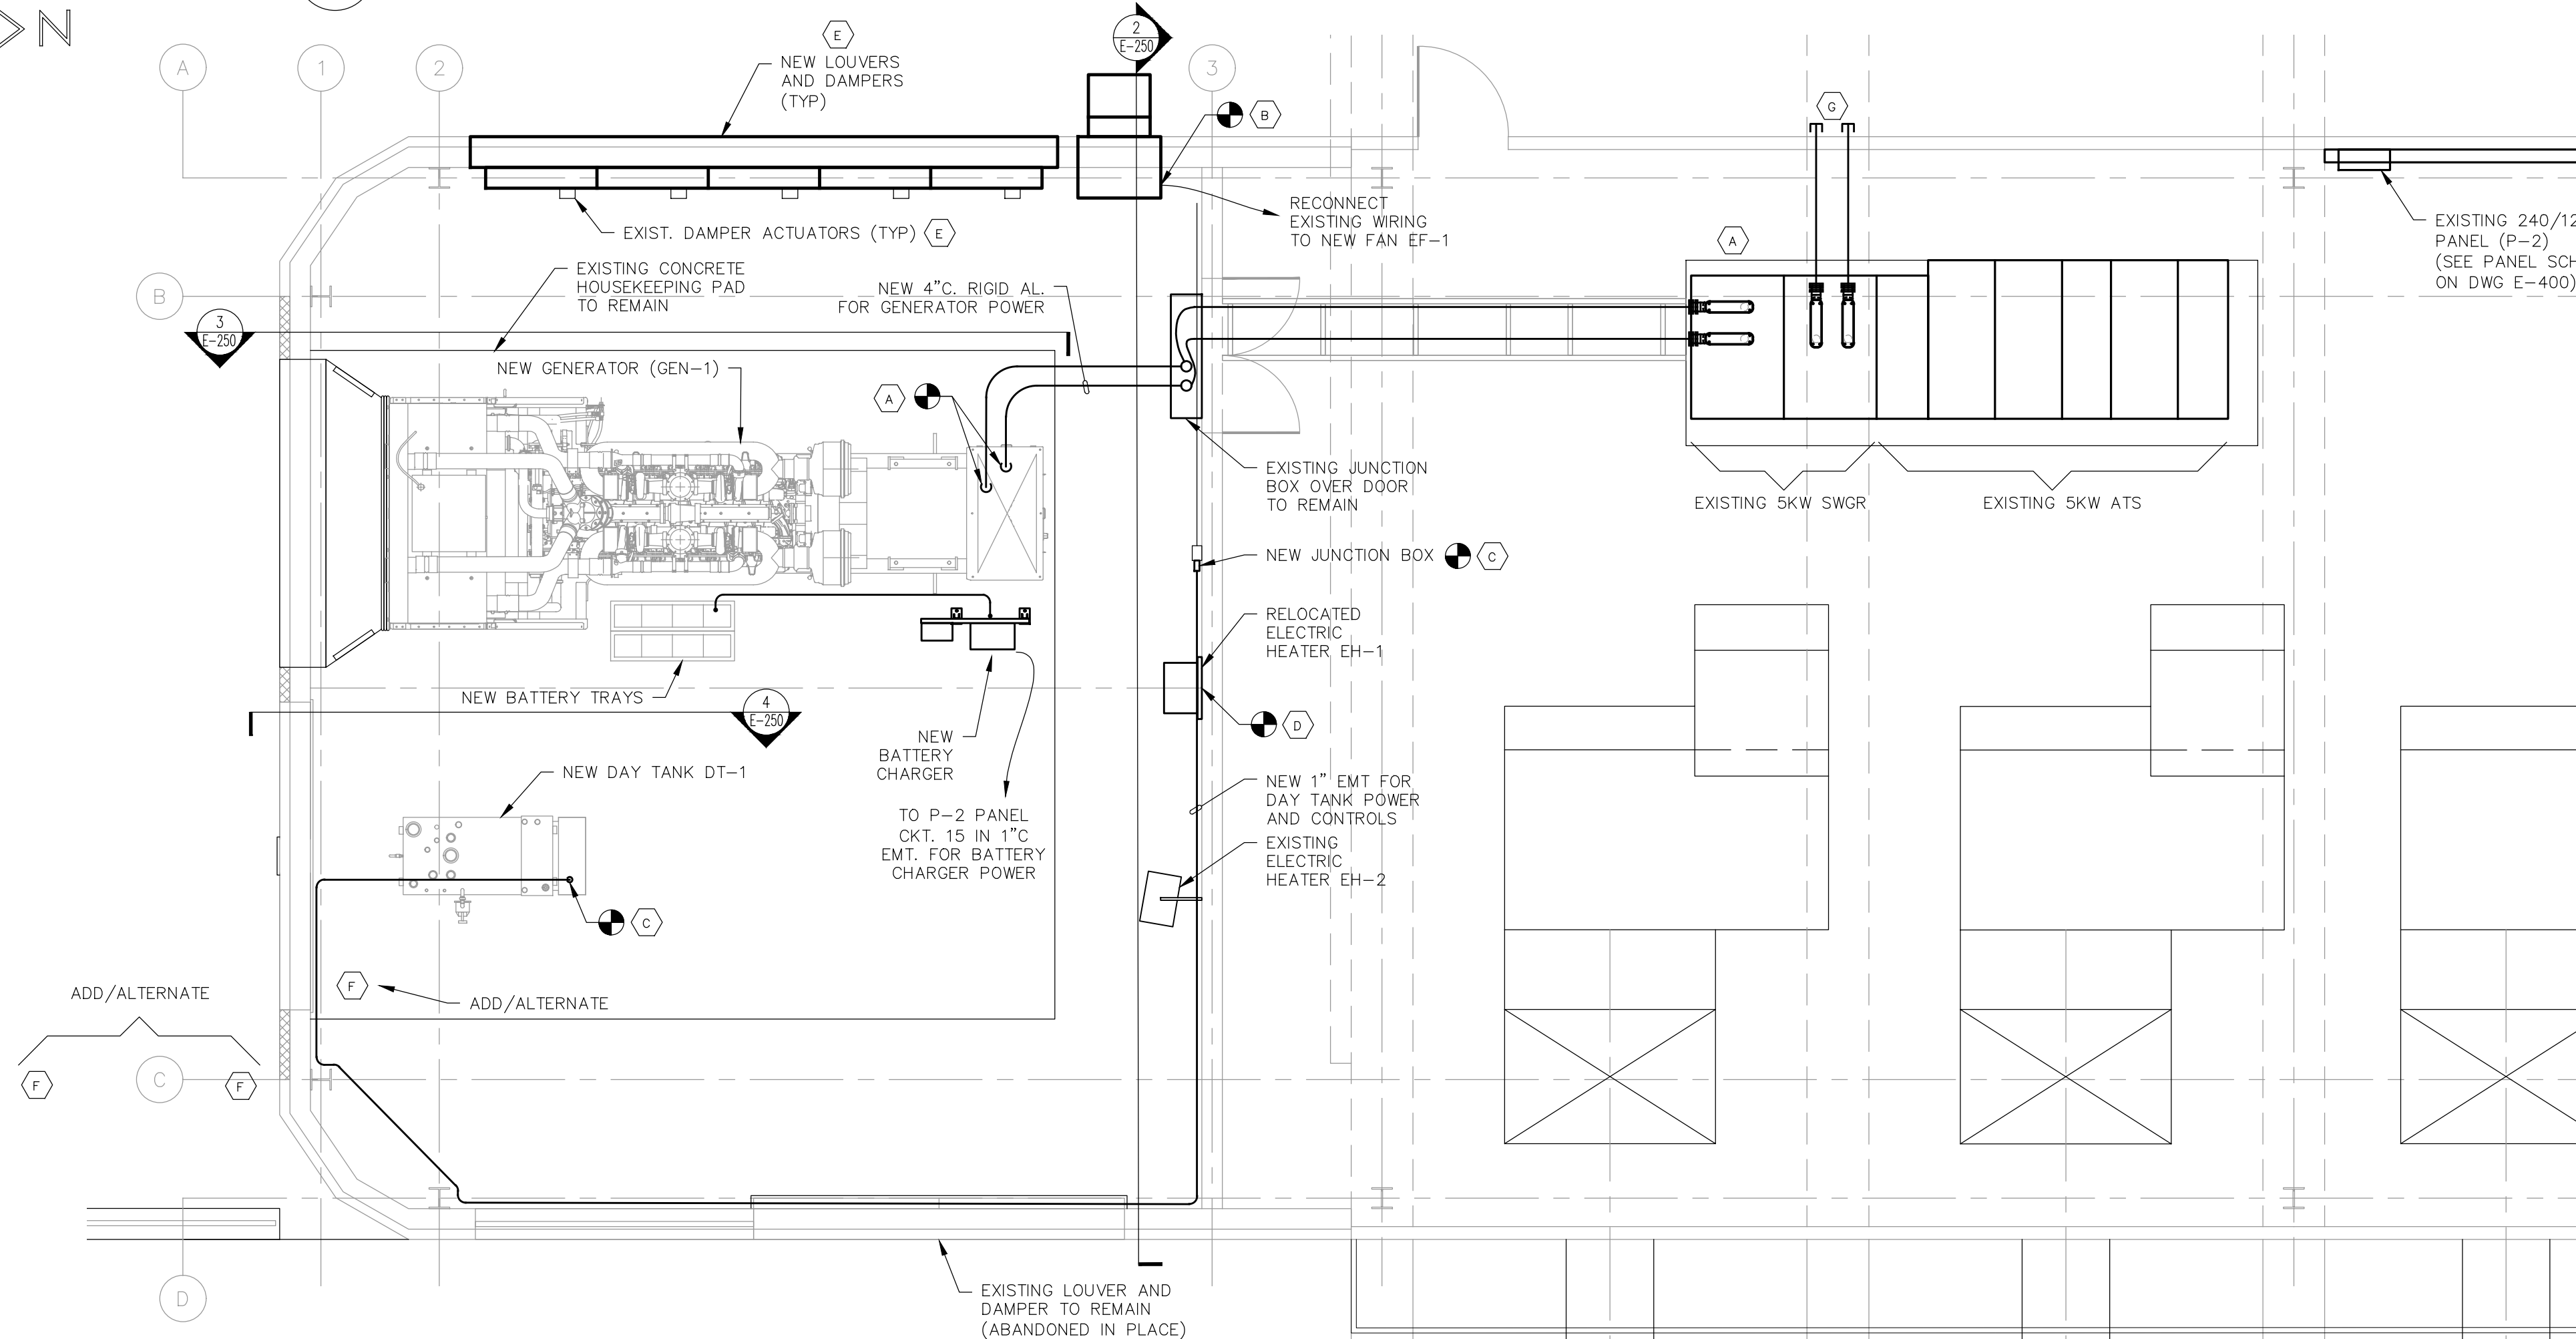 N
A
1
2
E
NEW LOUVERS
AND DAMPERS
(TYP)
2
E-250
3
B
G
RECONNECT
EXISTING WIRING
TO NEW FAN EF-1
EXIST. DAMPER ACTUATORS (TYP)
E
A
EXISTING 240/12
PANEL (P-2)
(SEE PANEL SCH
ON DWG E-400)
B
EXISTING CONCRETE
HOUSEKEEPING PAD
TO REMAIN
NEW 4"C. RIGID AL.
FOR GENERATOR POWER
3
E-250
NEW GENERATOR (GEN-1)
A
EXISTING JUNCTION
BOX OVER DOOR
TO REMAIN
EXISTING 5KW SWGR
EXISTING 5KW ATS
NEW JUNCTION BOX
C
RELOCATED
ELECTRIC
HEATER EH-1
NEW BATTERY TRAYS
4
E-250
D
NEW
BATTERY
CHARGER
NEW DAY TANK DT-1
NEW 1" EMT FOR
DAY TANK POWER
AND CONTROLS
TO P-2 PANEL
CKT. 15 IN 1"C
EMT. FOR BATTERY
CHARGER POWER
EXISTING
ELECTRIC
HEATER EH-2
C
ADD/ALTERNATE
F
ADD/ALTERNATE
F
C
F
D
EXISTING LOUVER AND
DAMPER TO REMAIN
(ABANDONED IN PLACE)